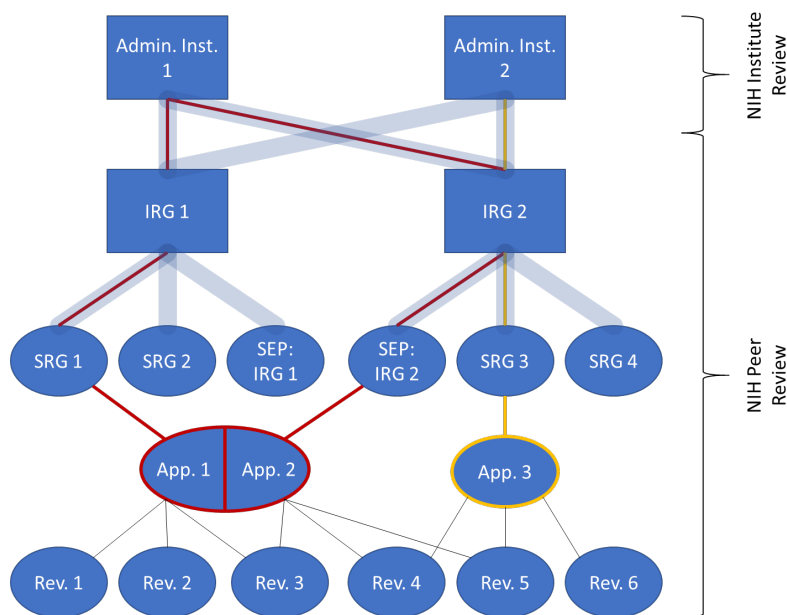 Admin. Inst.
1
Admin. Inst.
2
NIH Institute
Review
IRG 1
IRG 2
SRG 1
SRG 2
SEP:
IRG 1
SEP:
IRG 2
SRG 3
SRG 4
NIH Peer
Review
App. 1
App. 2
App. 3
Rev. 1
Rev. 2
Rev. 3
Rev. 4
Rev. 5
Rev. 6